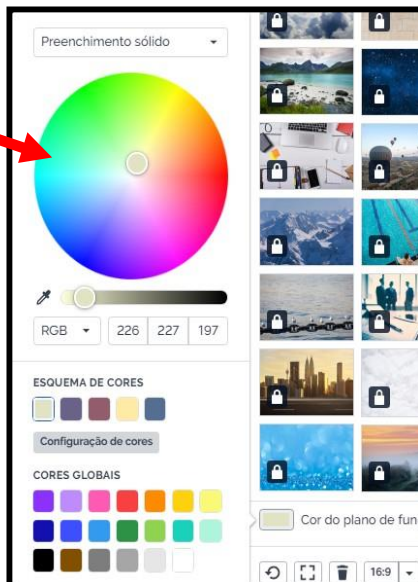 Preenchimento sólido
RGB 226 227 197
ESQUEMA DE CORES
Configuração de cores
CORES GLOBAIS
Cor do plano de fun
16:9